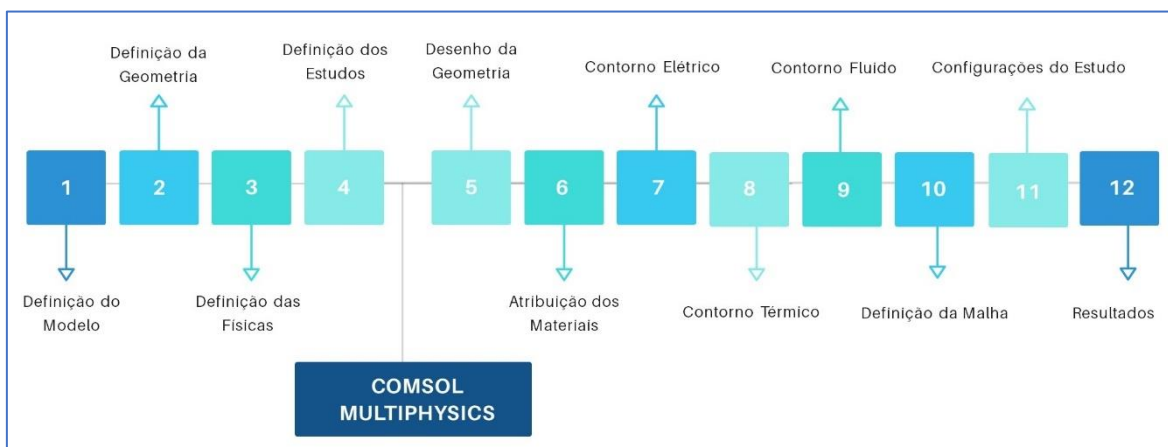 Definição da
Geometria
Definição dos
Estudos
Desenho da
Geometria
Contorno Elétrico
Contorno Fluído
Configurações do Estudo
1
2
3
4
5
6
7
8
9
10
11
12
Definição do
Modelo
Definição das
Físicas
Atribuição dos
Materiais
Contorno Térmico
Definição da Malha
Resultados
COMSOL
MULTIPHYSICS